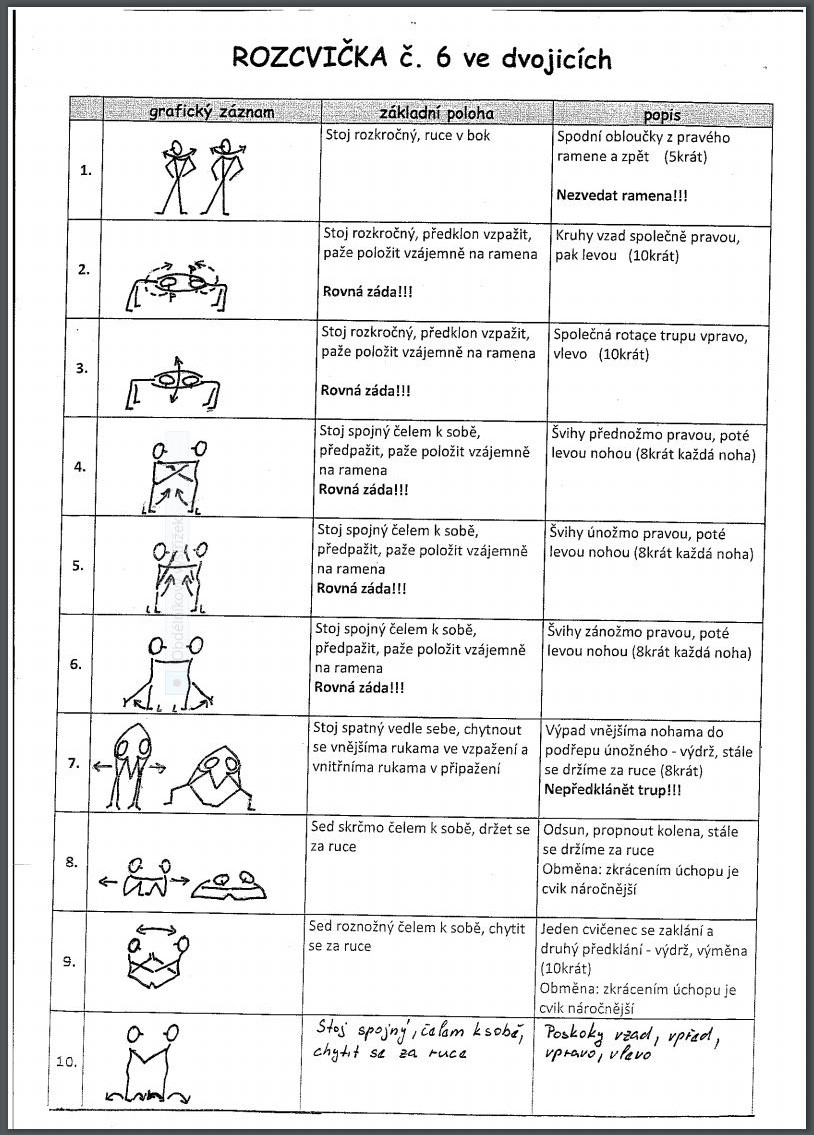 ROZCVIČKA č. 6 ve dvojicích
grafický záznam
základní poloha
popis
1.
Stoj rozkročný, ruce v bok
Spodní obloučky z pravého
ramene a zpět (5krát)
Nezvedat ramena!!!
2.
Stoj rozkročný, předklon vzpažit,
paže položit vzájemně na ramena
Rovná záda!!!
Kruhy vzad společně pravou,
pak levou (10krát)
P
P
3.
Stoj rozkročný, předklon vzpažit,
paže položit vzájemně na ramena
Rovná záda!!!
Společná rotace trupu vpravo,
vlevo (10krát)
4.
Stoj spojný čelem k sobě,
předpažit, paže položit vzájemně
na ramena
Rovná záda!!!
Švihy přednožmo pravou, poté
levou nohou (8krát každá noha)
5.
Stoj spojný čelem k sobě,
předpažit, paže položit vzájemně
na ramena
Rovná záda!!!
Švihy únožmo pravou, poté
levou nohou (8krát každá noha)
6.
Stoj spojný čelem k sobě,
předpažit, paže položit vzájemně
na ramena
Rovná záda!!!
Švihy zánožmo pravou, poté
levou nohou (8krát každá noha)
7.
Stoj spatný vedle sebe, chytnout
se vnějšíma rukama ve vzpažení a
vnitřníma rukama v připažení
Výpad vnějšíma nohama do
podřepu únožného - výdrž, stále
se držíme za ruce (8krát)
Nepředklánět trup!!!
8.
Sed skrčmo čelem k sobě, držet se
za ruce
Odsun, propnout kolena, stále
se držíme za ruce
Obměna: zkrácením úchopu je
cvik náročnější
9.
Sed roznožný čelem k sobě, chytit
se za ruce
Jeden cvičenec se zaklání a
druhý předklání - výdrž, výměna
(10krát)
Obměna: zkrácením úchopu je
cvik náročnější
10.
Stoj spojný, čelem k sobě,
chytit se za ruce
Poskoky vzad, vpřed,
vpravo, vlevo